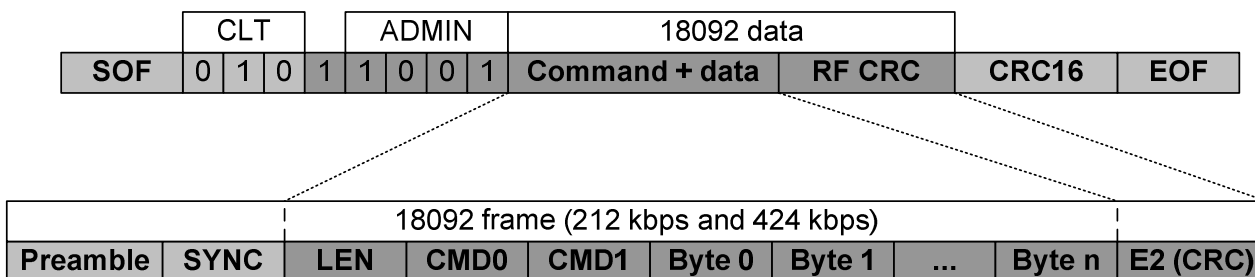 CLT ADMIN 18092 data
SOF 0 1 0 1 1 0 0 1 Command + data RF CRC CRC16 EOF
18092 frame (212 kbps and 424 kbps)
Preamble SYNC LEN CMD0 CMD1 Byte 0 Byte 1 ... Byte n E2 (CRC)